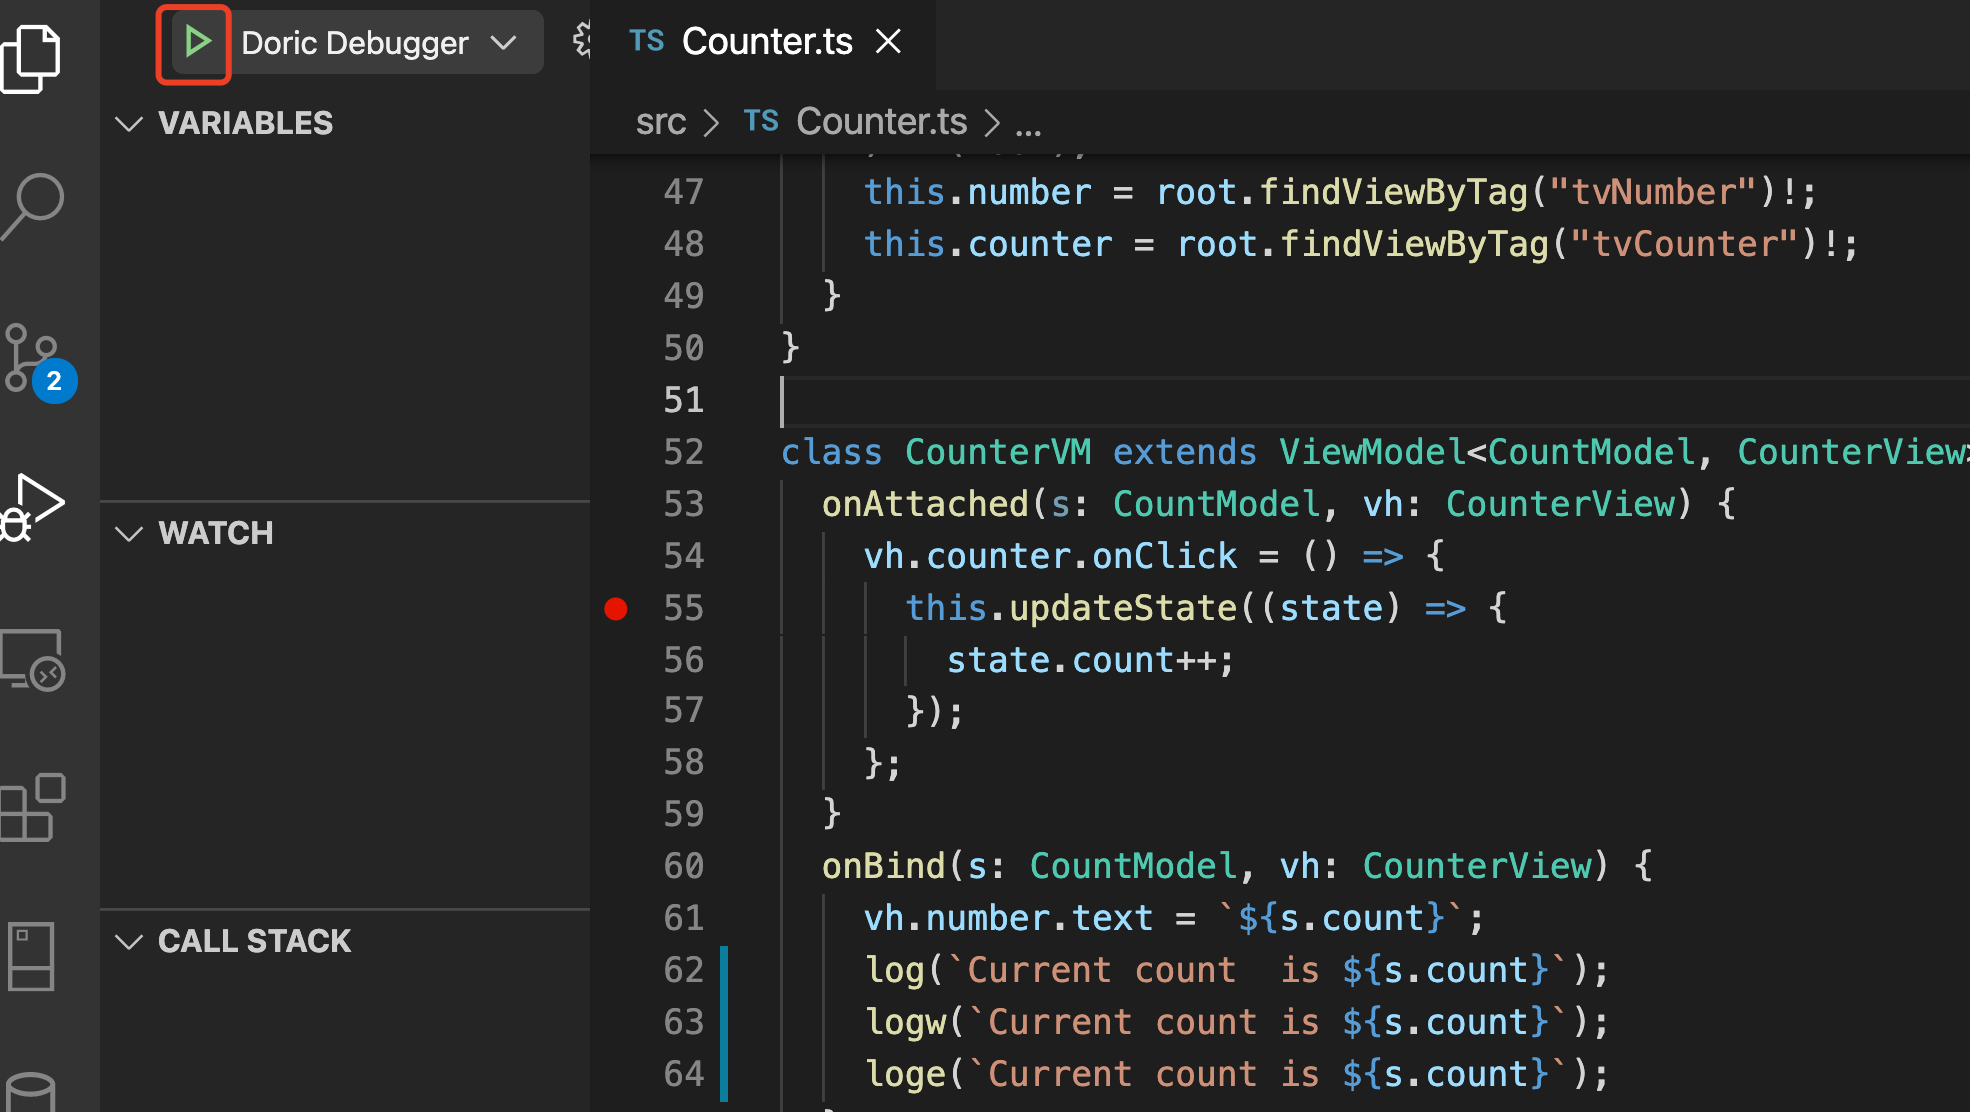 Doric Debugger
VARIABLES
2
WATCH
CALL STACK
TS Counter.ts
src > TS Counter.ts > ...
47 this.number = root.findViewByTag("tvNumber")!;
48 this.counter = root.findViewByTag("tvCounter")!;
49 }
50 }
51
52 class CounterVM extends ViewModel<CountModel, CounterView>
53 onAttached(s: CountModel, vh: CounterView) {
54 vh.counter.onClick = () => {
55 this.updateState((state) => {
56 state.count++;
57 });
58 };
59 }
60 onBind(s: CountModel, vh: CounterView) {
61 vh.number.text = `${s.count}`;
62 log(`Current count  is ${s.count}`);
63 logw(`Current count is ${s.count}`);
64 loge(`Current count is ${s.count}`);